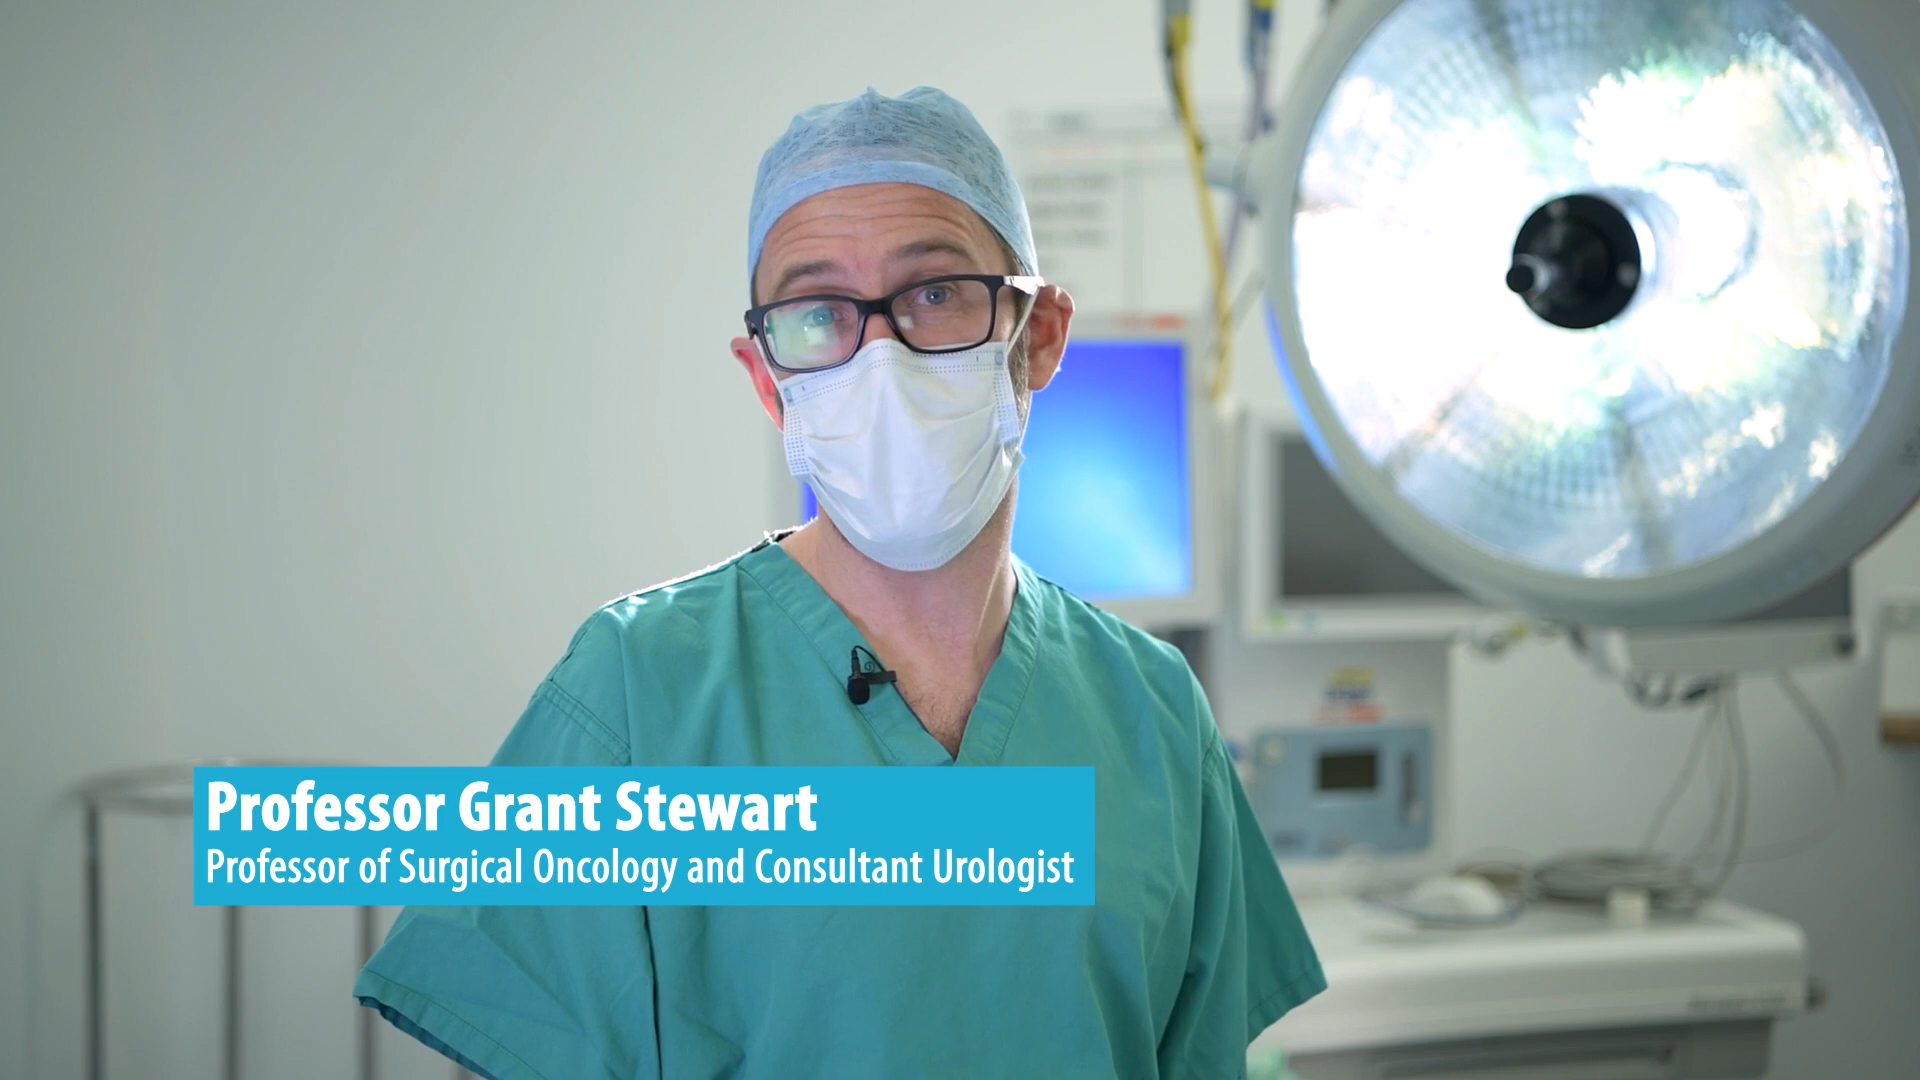 Professor Grant Stewart
Professor of Surgical Oncology and Consultant Urologist